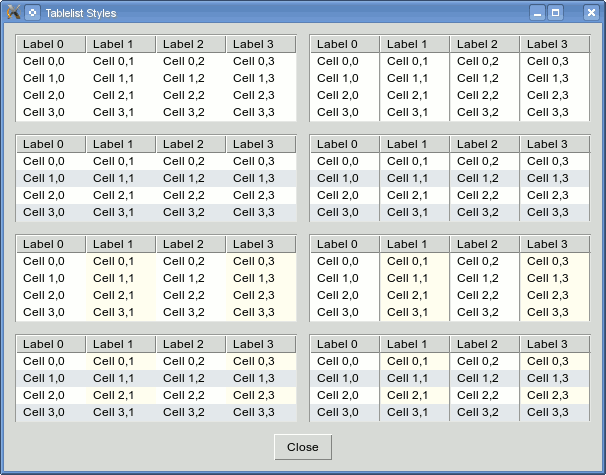 Tablelist Styles
Label 0 Label 1 Label 2 Label 3 Label 0 Label 1 Label 2 Label 3
Cell 0,0 Cell 0,1 Cell 0,2 Cell 0,3 Cell 0,0 Cell 0,1 Cell 0,2 Cell 0,3
Cell 1,0 Cell 1,1 Cell 1,2 Cell 1,3 Cell 1,0 Cell 1,1 Cell 1,2 Cell 1,3
Cell 2,0 Cell 2,1 Cell 2,2 Cell 2,3 Cell 2,0 Cell 2,1 Cell 2,2 Cell 2,3
Cell 3,0 Cell 3,1 Cell 3,2 Cell 3,3 Cell 3,0 Cell 3,1 Cell 3,2 Cell 3,3
Label 0 Label 1 Label 2 Label 3 Label 0 Label 1 Label 2 Label 3
Cell 0,0 Cell 0,1 Cell 0,2 Cell 0,3 Cell 0,0 Cell 0,1 Cell 0,2 Cell 0,3
Cell 1,0 Cell 1,1 Cell 1,2 Cell 1,3 Cell 1,0 Cell 1,1 Cell 1,2 Cell 1,3
Cell 2,0 Cell 2,1 Cell 2,2 Cell 2,3 Cell 2,0 Cell 2,1 Cell 2,2 Cell 2,3
Cell 3,0 Cell 3,1 Cell 3,2 Cell 3,3 Cell 3,0 Cell 3,1 Cell 3,2 Cell 3,3
Label 0 Label 1 Label 2 Label 3 Label 0 Label 1 Label 2 Label 3
Cell 0,0 Cell 0,1 Cell 0,2 Cell 0,3 Cell 0,0 Cell 0,1 Cell 0,2 Cell 0,3
Cell 1,0 Cell 1,1 Cell 1,2 Cell 1,3 Cell 1,0 Cell 1,1 Cell 1,2 Cell 1,3
Cell 2,0 Cell 2,1 Cell 2,2 Cell 2,3 Cell 2,0 Cell 2,1 Cell 2,2 Cell 2,3
Cell 3,0 Cell 3,1 Cell 3,2 Cell 3,3 Cell 3,0 Cell 3,1 Cell 3,2 Cell 3,3
Label 0 Label 1 Label 2 Label 3 Label 0 Label 1 Label 2 Label 3
Cell 0,0 Cell 0,1 Cell 0,2 Cell 0,3 Cell 0,0 Cell 0,1 Cell 0,2 Cell 0,3
Cell 1,0 Cell 1,1 Cell 1,2 Cell 1,3 Cell 1,0 Cell 1,1 Cell 1,2 Cell 1,3
Cell 2,0 Cell 2,1 Cell 2,2 Cell 2,3 Cell 2,0 Cell 2,1 Cell 2,2 Cell 2,3
Cell 3,0 Cell 3,1 Cell 3,2 Cell 3,3 Cell 3,0 Cell 3,1 Cell 3,2 Cell 3,3
Close